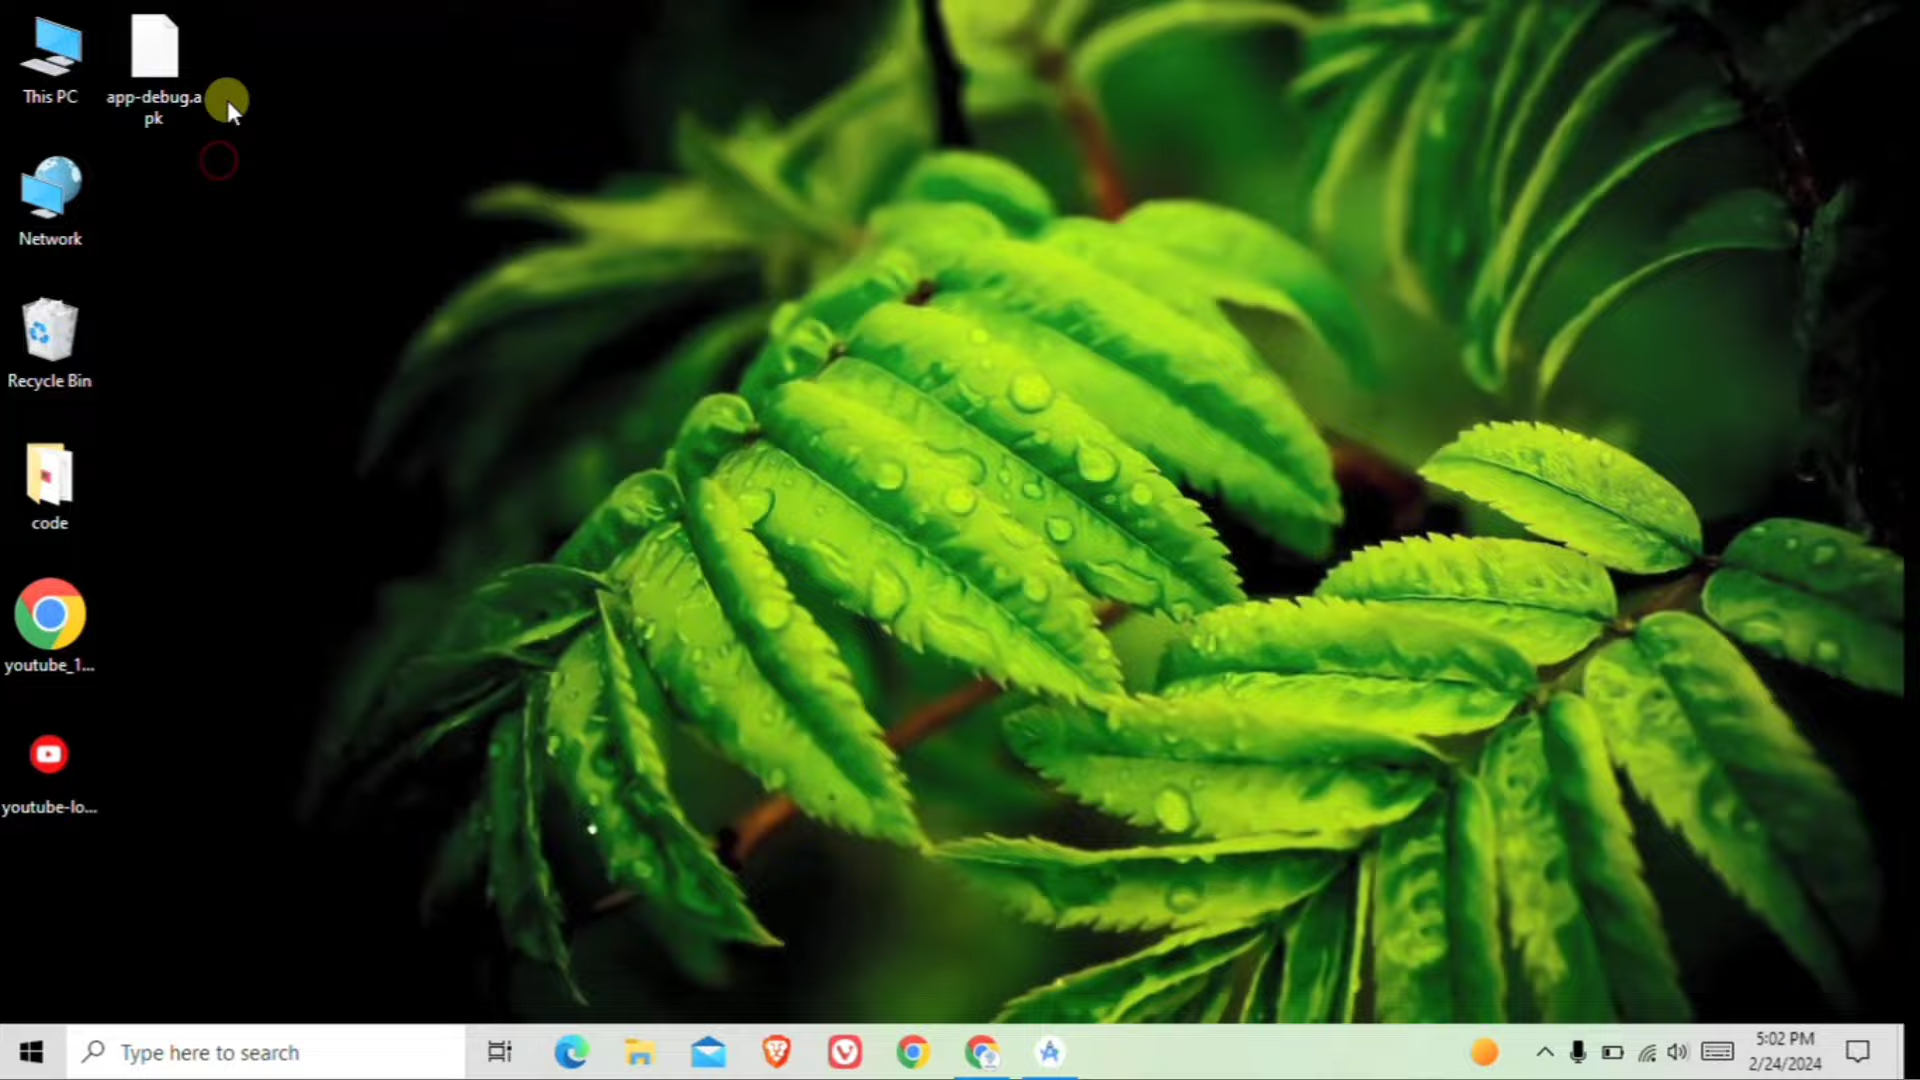 This PC
app-debug.a
pk
Network
Recycle Bin
code
youtube_1...
youtube-lo...
Type here to search
5:02 PM
2/24/2024